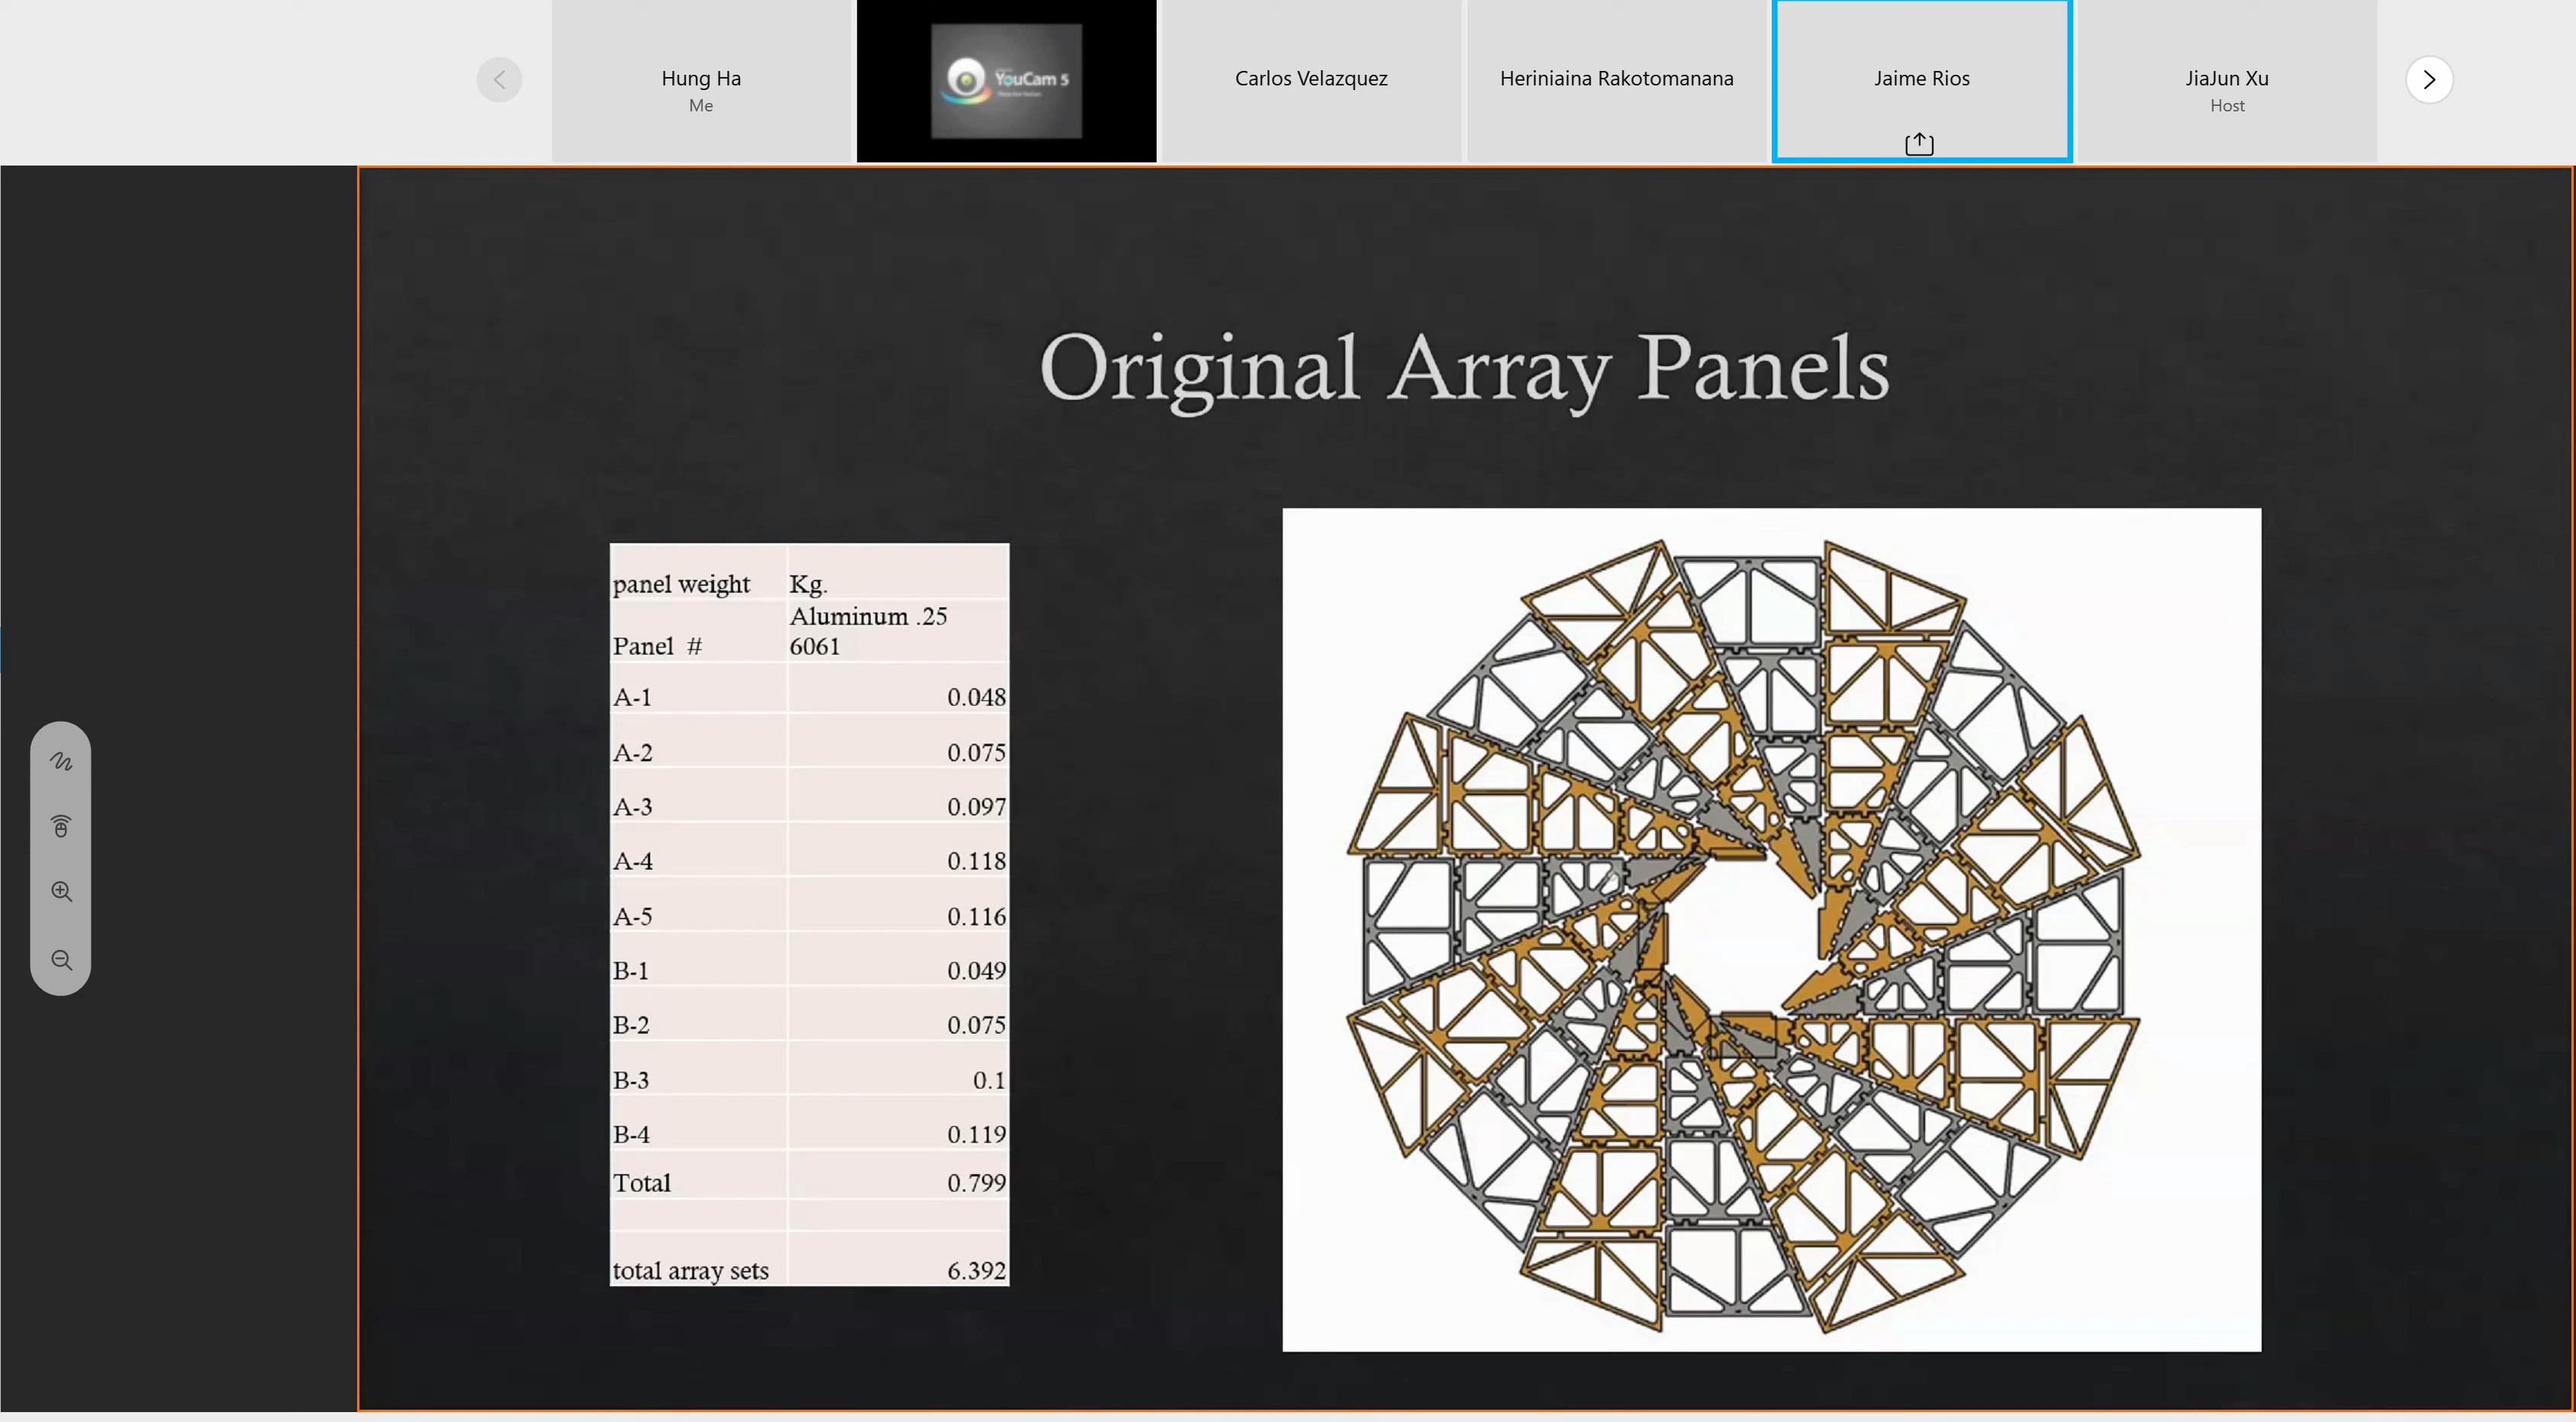 Hung Ha
Me
YouCam 5
Carlos Velazquez
Heriniaina Rakotomanana
Jaime Rios
JiaJun Xu
Host
Original Array Panels
panel weight Kg.
Panel # Aluminum .25 6061
A-1 0.048
A-2 0.075
A-3 0.097
A-4 0.118
A-5 0.116
B-1 0.049
B-2 0.075
B-3 0.1
B-4 0.119
Total 0.799
total array sets 6.392